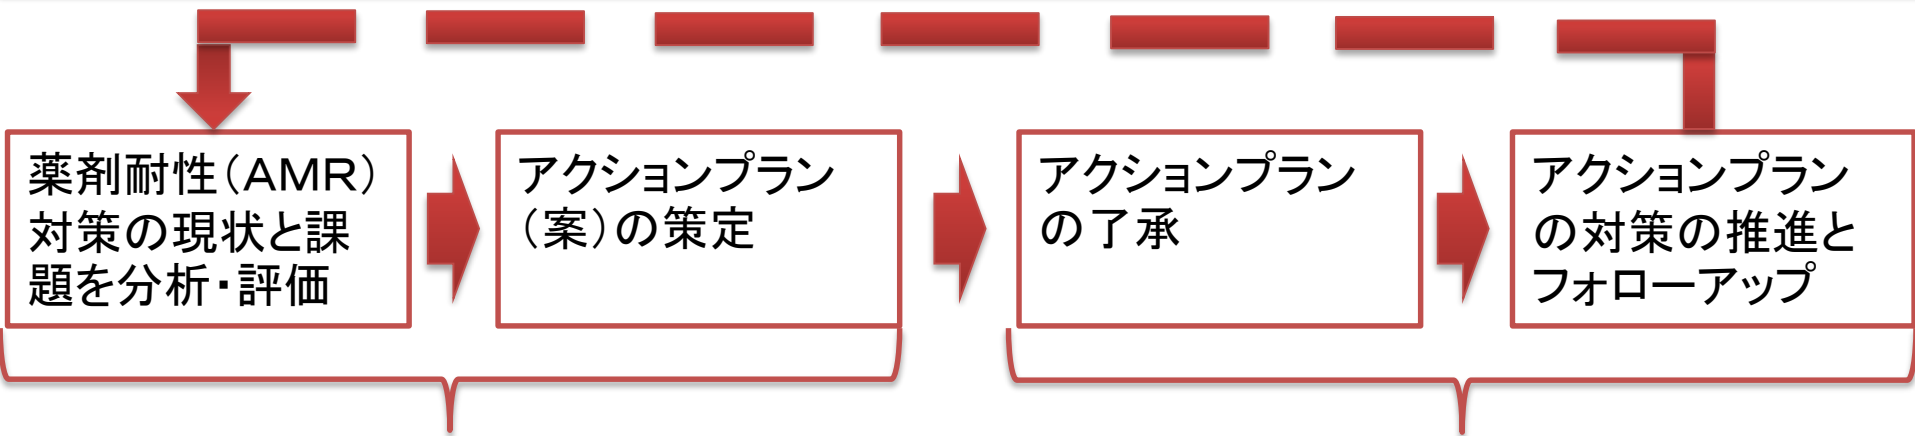 薬剤耐性（AMR）
対策の現状と課
題を分析・評価
アクションプラン
（案）の策定
アクションプラン
の了承
アクションプラン
の対策の推進と
フォローアップ